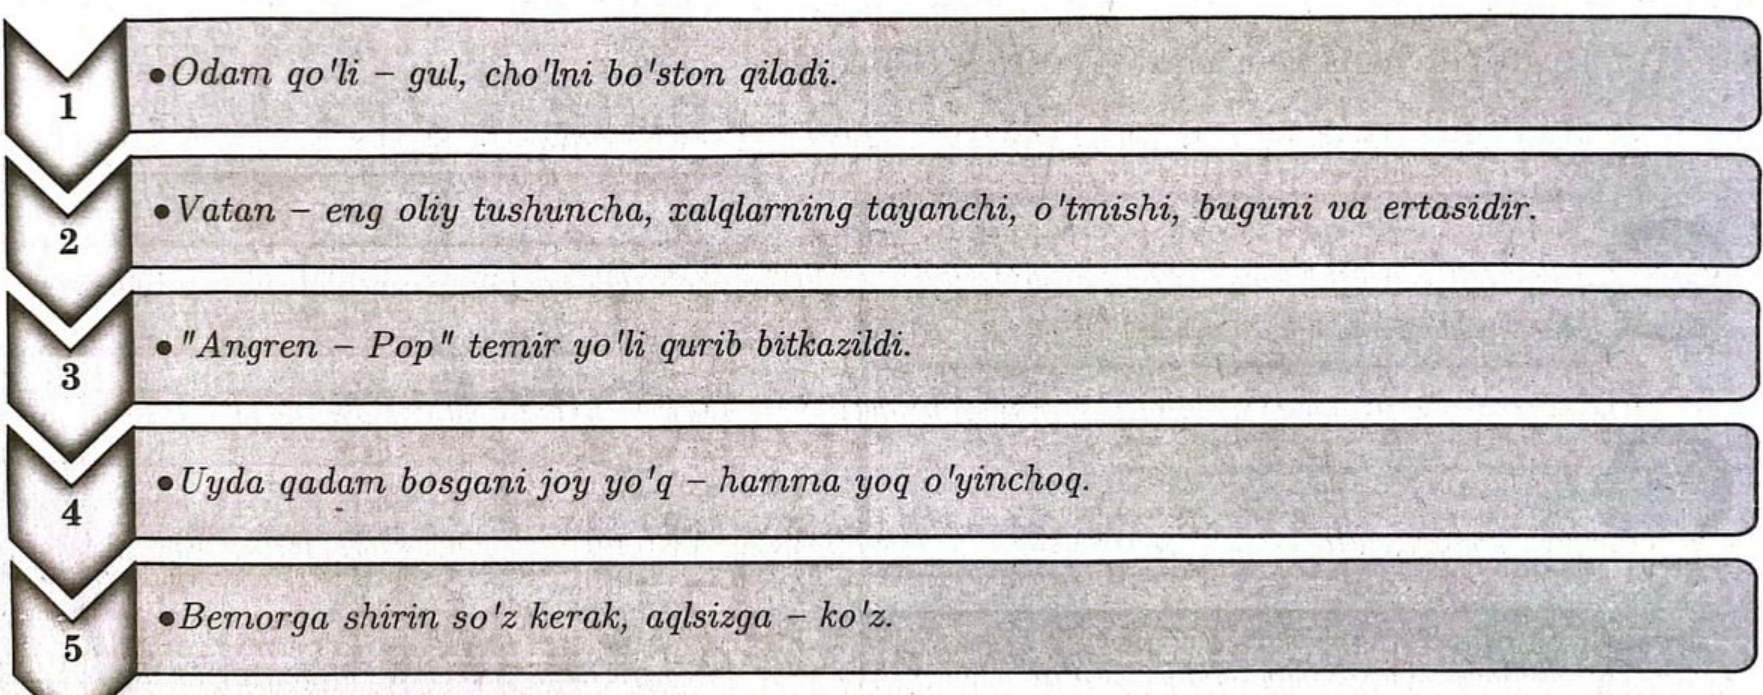 1
• Odam qo'li – gul, cho'lni bo'ston qiladi.
2
• Vatan – eng oliy tushuncha, xalqlarning tayanchi, o'tmishi, buguni va ertasidir.
3
• "Angren – Pop" temir yo'li qurib bitkazildi.
4
• Uyda qadam bosgani joy yo'q – hamma yoq o'yinchoq.
5
• Bemorga shirin so'z kerak, aqlsizga – ko'z.